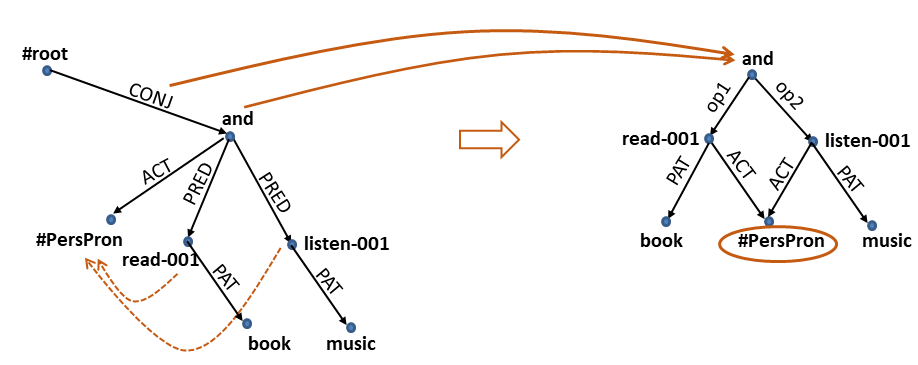 #root
CONJ
and
ACT
PRED
PRED
#PersPron
read-001
listen-001
PAT
PAT
book
music
and
op1
op2
read-001
listen-001
PAT
ACT
ACT
PAT
book
#PersPron
music